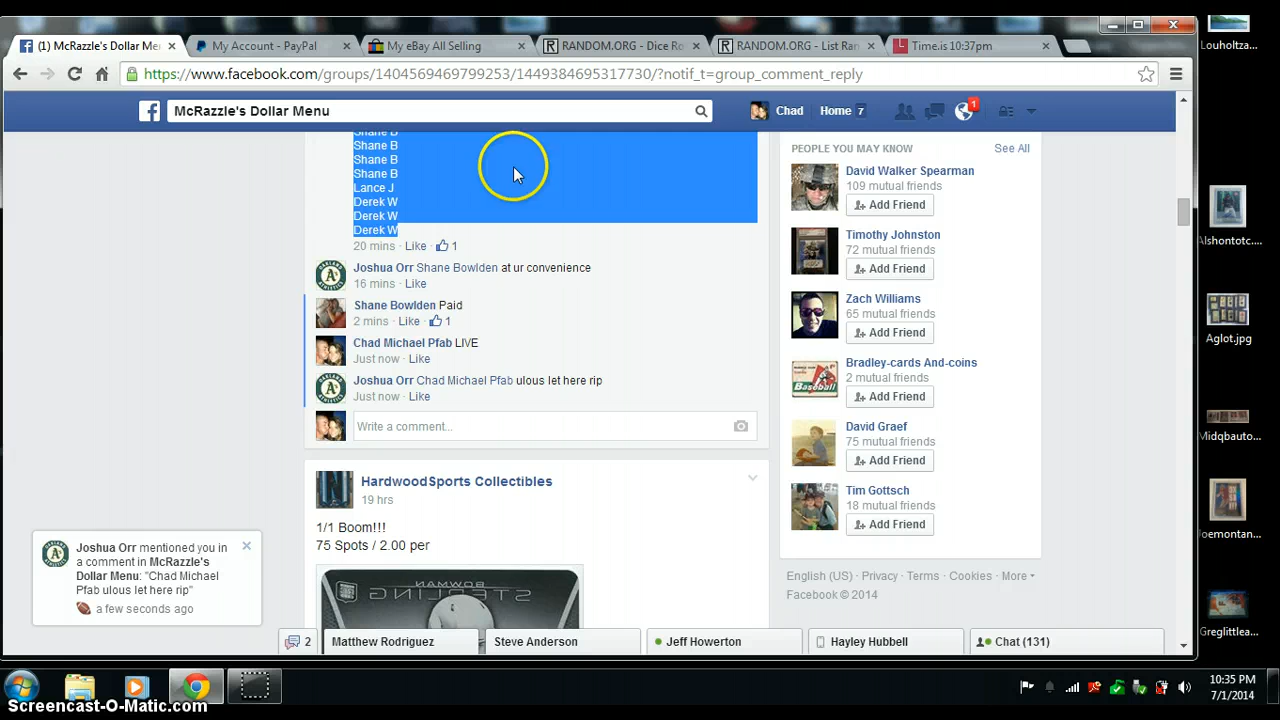 (1) McRazzle's Dollar Me
My Account - PayPal
My eBay All Selling
RANDOM.ORG - Dice Ro
RANDOM.ORG - List Ran
Time.is 10:37pm
https://www.facebook.com/groups/1404569469795253/1449384695317730/?notif_t=group_comment_reply
McRazzle's Dollar Menu
Chad
Home 7
1
Shane B
Shane B
Shane B
Shane B
Lance J
Derek W
Derek W
Derek W
20 mins · Like · 1
Joshua Orr Shane Bowlden at ur convenience
16 mins · Like
Shane Bowlden Paid
2 mins · Like · 1
Chad Michael Pfab LIVE
Just now · Like
Joshua Orr Chad Michael Pfab ulous let here rip
Just now · Like
Write a comment...
HardwoodSports Collectibles
19 hrs
1/1 Boom!!!
75 Spots / 2.00 per
BOWMAN
STERLING
PEOPLE YOU MAY KNOW
See All
David Walker Spearman
109 mutual friends
Add Friend
Timothy Johnston
72 mutual friends
Add Friend
Zach Williams
65 mutual friends
Add Friend
Bradley-cards And-coins
2 mutual friends
Add Friend
David Graef
75 mutual friends
Add Friend
Tim Gottsch
18 mutual friends
Add Friend
English (US) · Privacy · Terms · Cookies · More
Facebook © 2014
Joshua Orr mentioned you in
a comment in McRazzle's
Dollar Menu: "Chad Michael
Pfab ulous let here rip"
a few seconds ago
2
Matthew Rodriguez
Steve Anderson
Jeff Howerton
Hayley Hubbell
Chat (131)
Louholtza...
Alshontotc...
Aglot.jpg
Midqbauto...
Joemontan...
Greglittlea...
10:35 PM
7/1/2014
Screencast-O-Matic.com